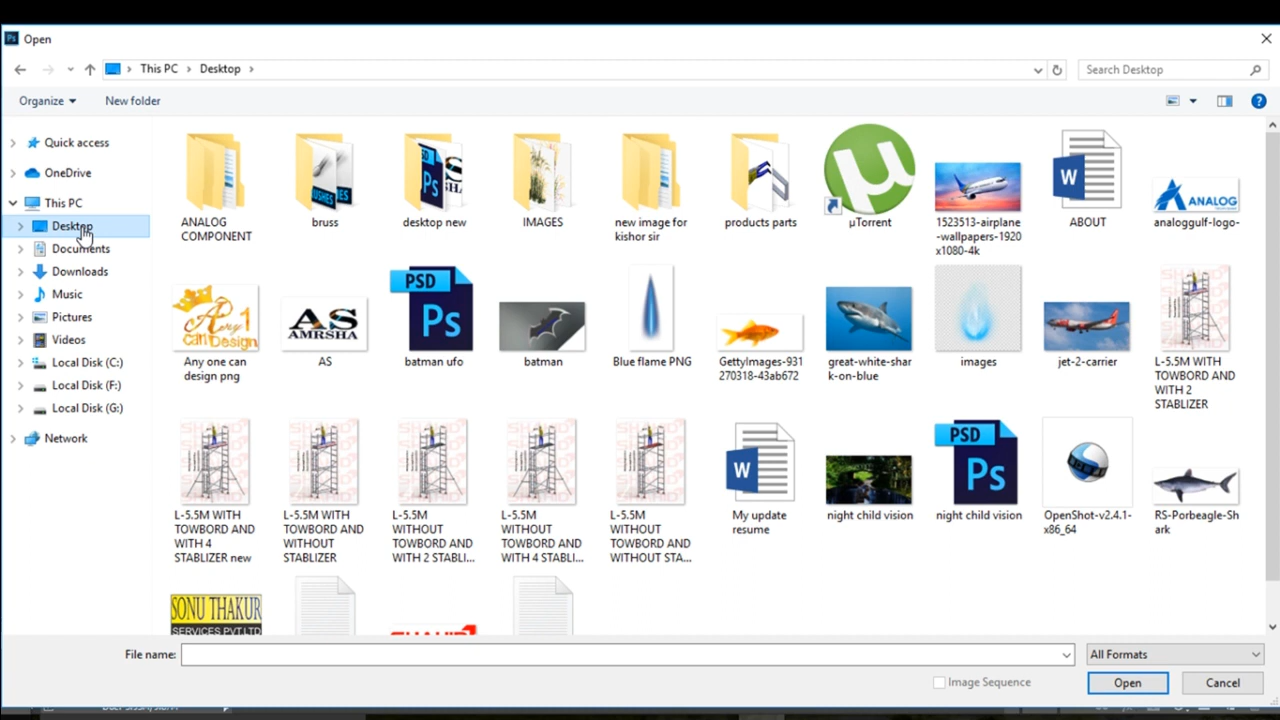 Open
This PC
Desktop
Search Desktop
Organize
New folder
Quick access
OneDrive
This PC
Desktop
Documents
Downloads
Music
Pictures
Videos
Local Disk (C:)
Local Disk (F:)
Local Disk (G:)
Network
ANALOG
COMPONENT
bruss
desktop new
IMAGES
new image for
kishor sir
products parts
µTorrent
1523513-airplane
-wallpapers-1920
x1080-4k
ABOUT
ANALOG
analoggulf-logo-
Any one can
design png
AS
AMRSHA
AS
PSD
Ps
batman ufo
batman
Blue flame PNG
GettyImages-931
270318-43ab672
great-white-shar
k-on-blue
images
jet-2-carrier
L-5.5M WITH
TOWBORD AND
WITH 2
STABLIZER
L-5.5M WITH
TOWBORD AND
WITH 4
STABLIZER new
L-5.5M WITH
TOWBORD AND
WITHOUT
STABLIZER
L-5.5M
WITHOUT
TOWBORD AND
WITH 2 STABLI...
L-5.5M
WITHOUT
TOWBORD AND
WITH 4 STABLI...
L-5.5M
WITHOUT
TOWBORD AND
WITHOUT STA...
W
My update
resume
night child vision
PSD
Ps
night child vision
OpenShot-v2.4.1-
x86_64
RS-Porbeagle-Sh
ark
SONU THAKUR
SERVICES PVT.LTD
File name:
All Formats
Image Sequence
Open
Cancel